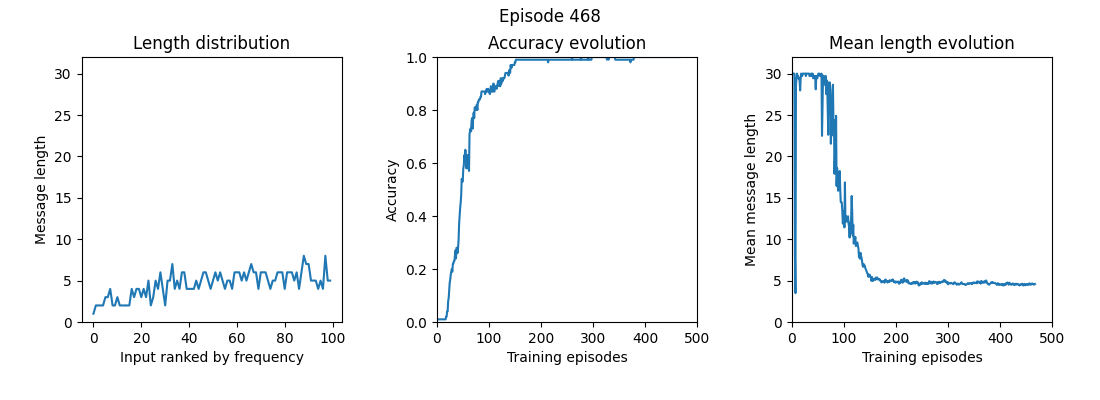 Episode 468
Length distribution
Message length
30
25
20
15
10
5
0
0 20 40 60 80 100
Input ranked by frequency
Accuracy evolution
Accuracy
1.0
0.8
0.6
0.4
0.2
0.0
0 100 200 300 400 500
Training episodes
Mean length evolution
Mean message length
30
25
20
15
10
5
0
0 100 200 300 400 500
Training episodes